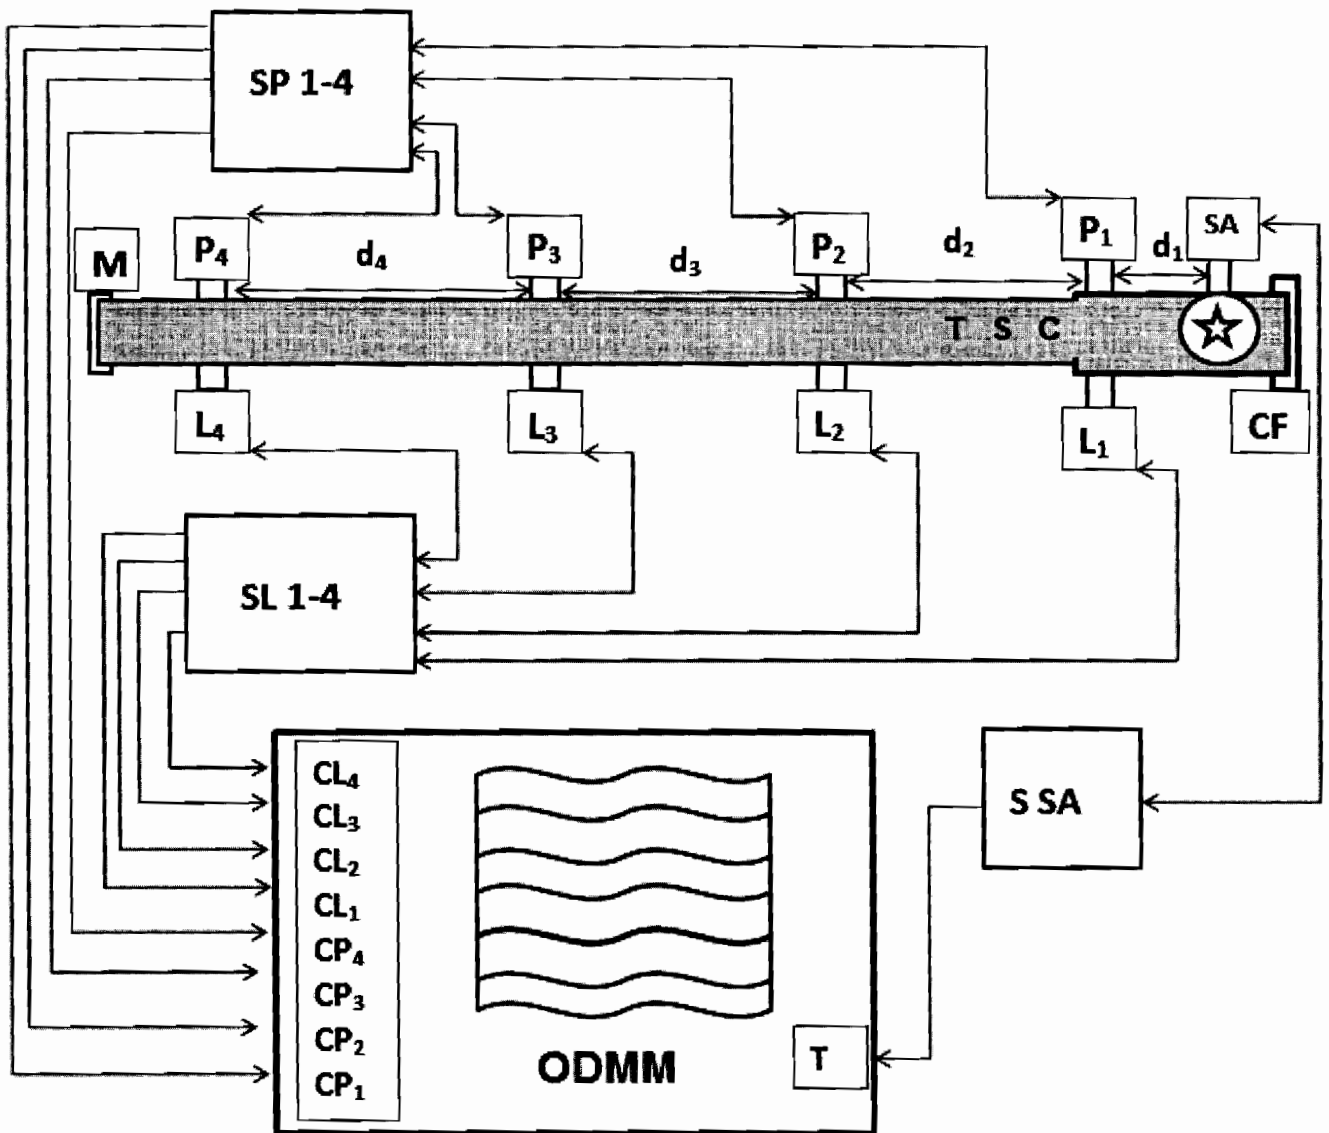 SP 1-4
M
P4
d4
P3
d3
P2
d2
P1
d1
SA
T S C
L4
L3
L2
L1
CF
SL 1-4
CL4
CL3
CL2
CL1
CP4
CP3
CP2
CP1
ODMM
T
S SA